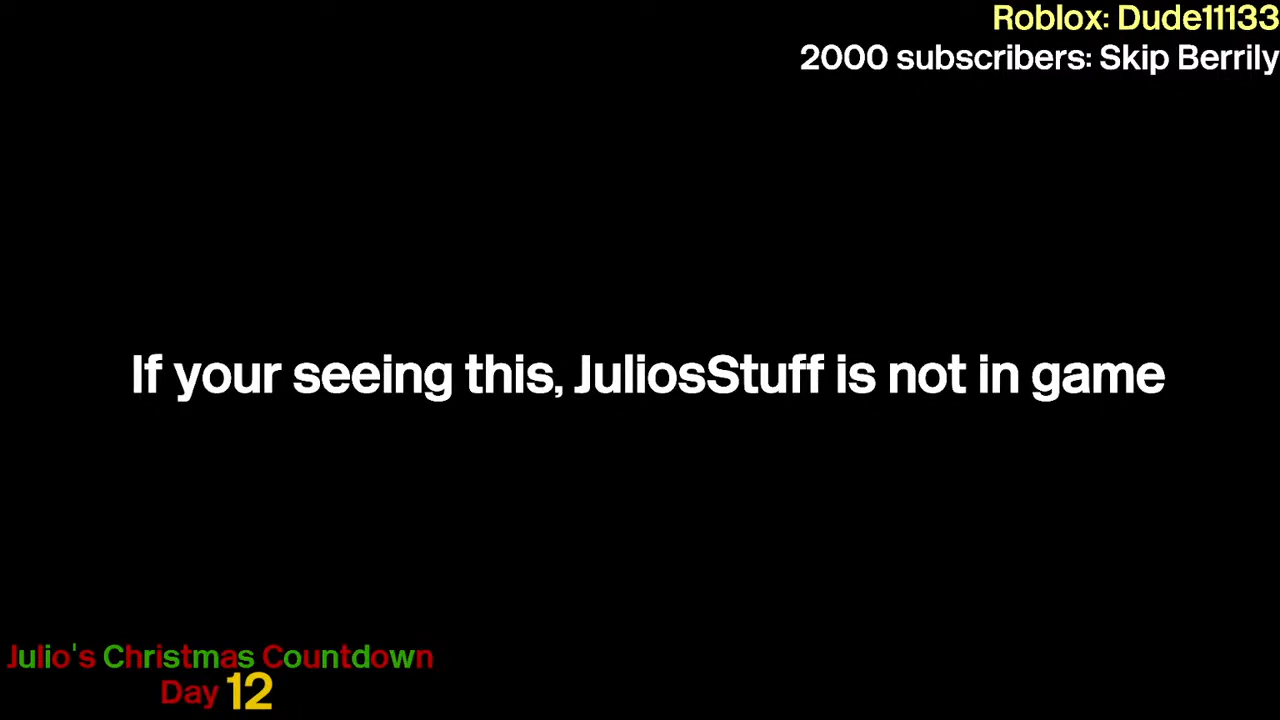 Roblox: Dude11133
2000 subscribers: Skip Berrily
If your seeing this, JuliosStuff is not in game
Julio's Christmas Countdown
Day 12